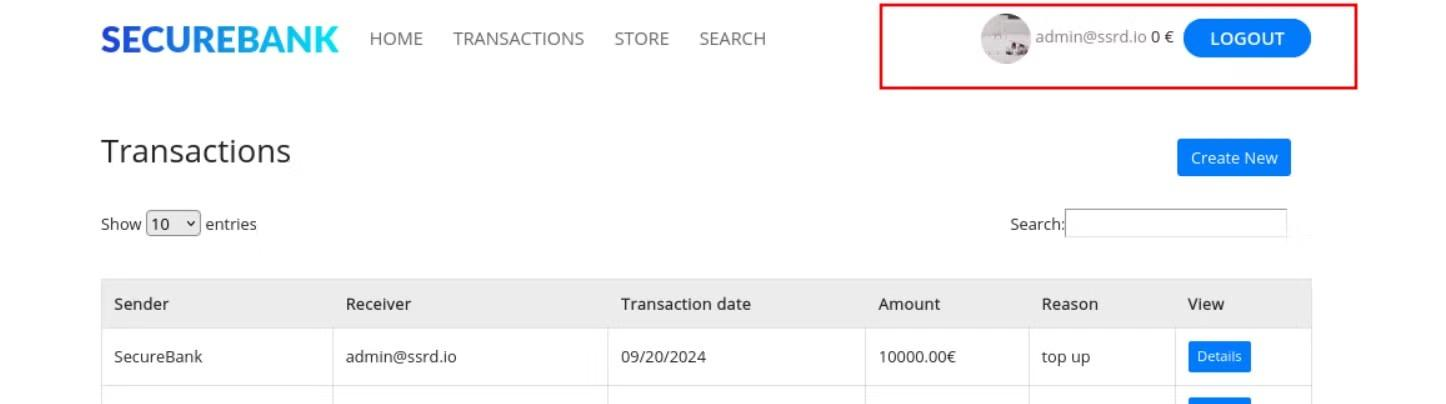 SECUREBANK HOME TRANSACTIONS STORE SEARCH admin@ssrd.io 0 € LOGOUT
Transactions Create New
Show 10 entries Search:
Sender Receiver Transaction date Amount Reason View
SecureBank admin@ssrd.io 09/20/2024 10000.00€ top up Details